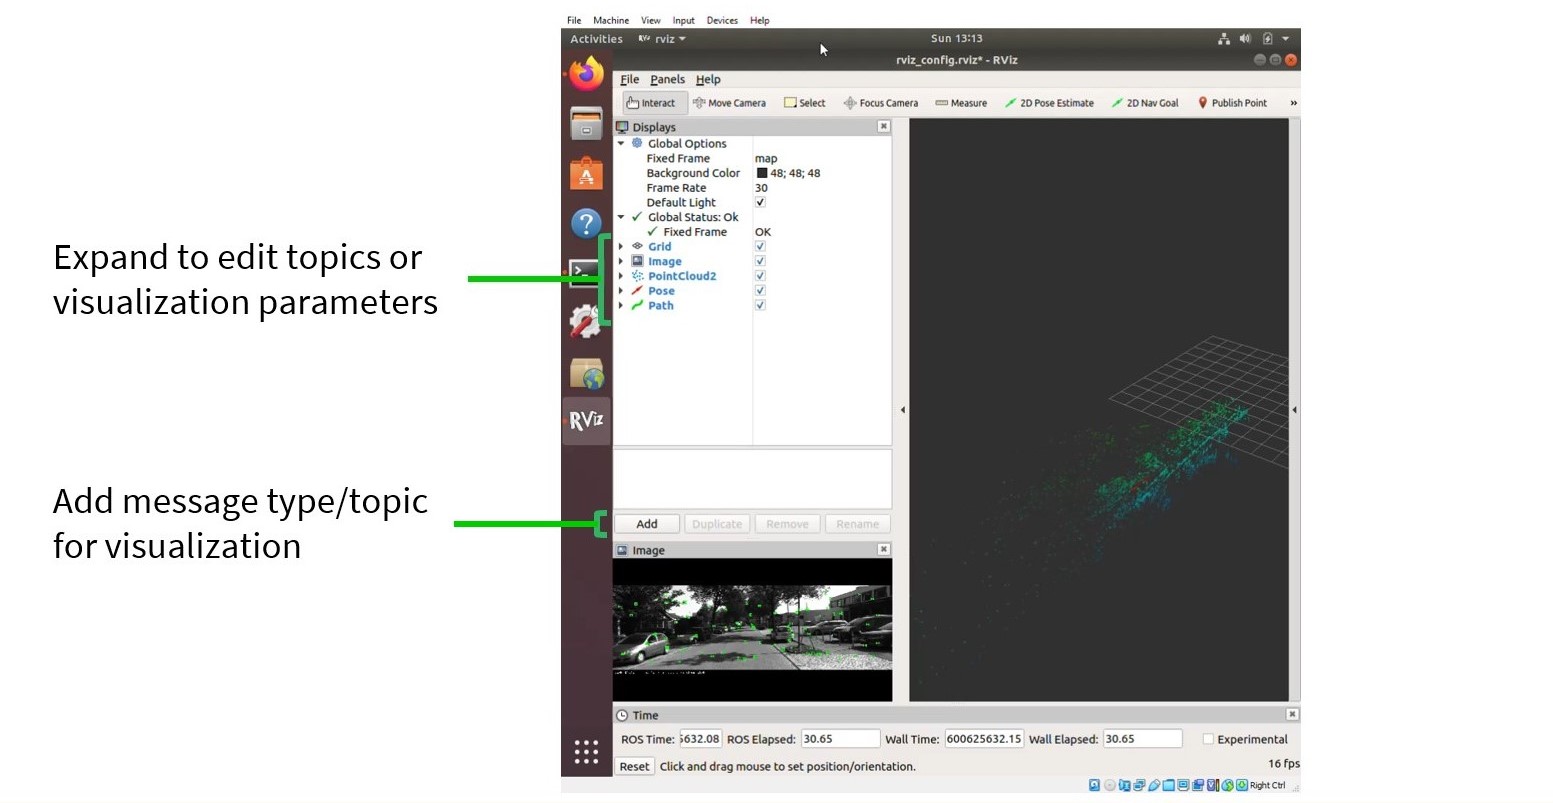 File Machine View Input Devices Help
Activities RViz rviz Sun 13:13
rviz_config.rviz* - RViz
File Panels Help
Interact Move Camera Select Focus Camera Measure 2D Pose Estimate 2D Nav Goal Publish Point »
Displays
Global Options
Fixed Frame map
Background Color 48; 48; 48
Frame Rate 30
Default Light
Global Status: Ok
Fixed Frame OK
Grid
Image
PointCloud2
Pose
Path
Expand to edit topics or
visualization parameters
RViz
Add message type/topic
for visualization
Add Duplicate Remove Rename
Image
Time
ROS Time: 5632.08 ROS Elapsed: 30.65 Wall Time: 600625632.15 Wall Elapsed: 30.65 Experimental
Reset Click and drag mouse to set position/orientation. 16 fps
Right Ctrl